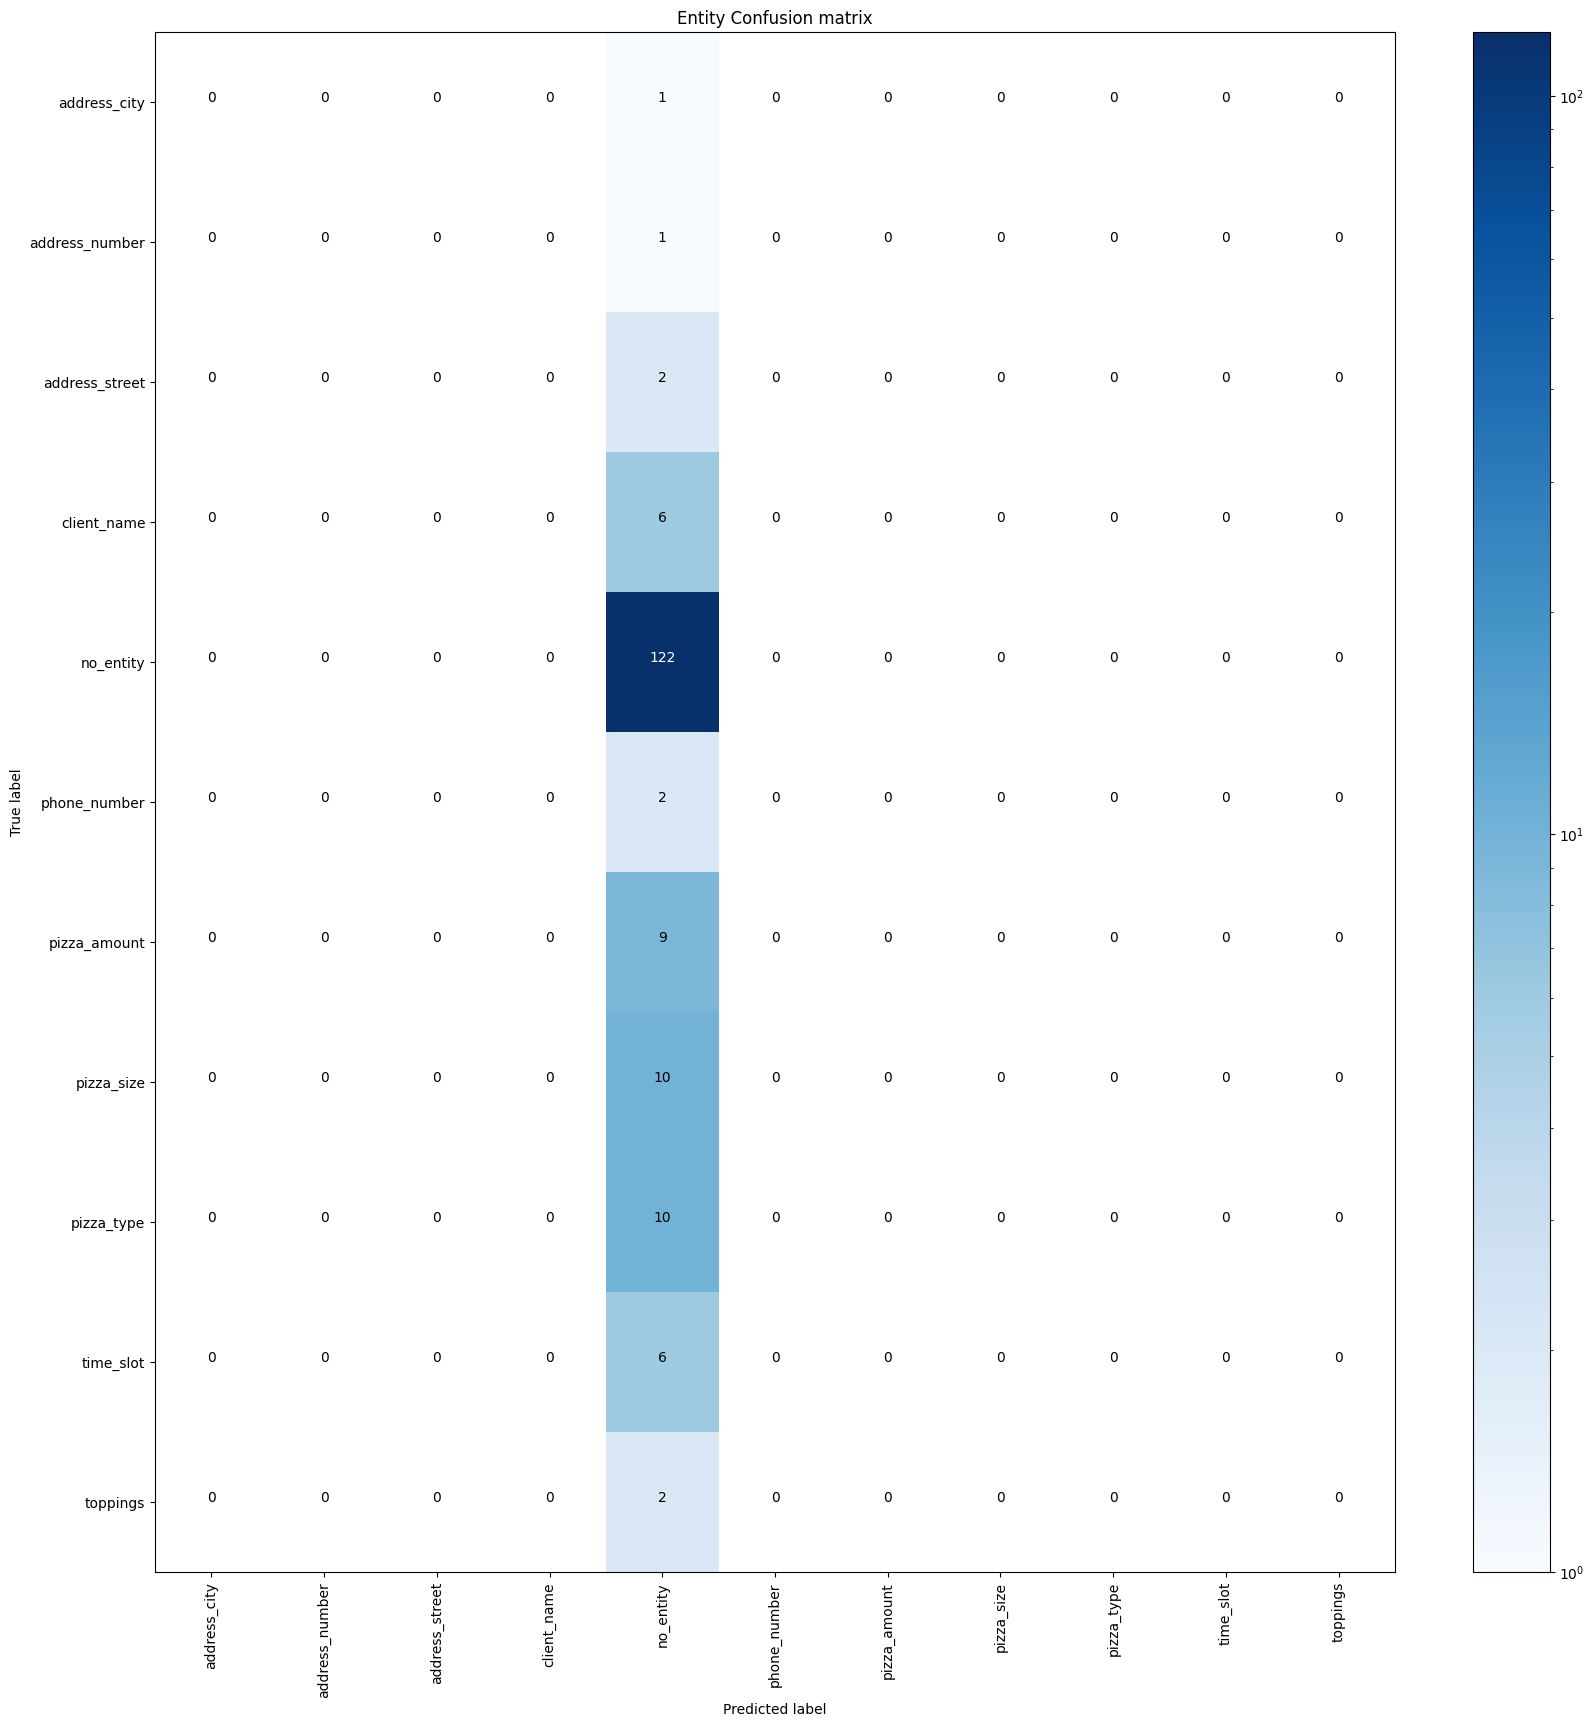 Entity Confusion matrix
address_city 0 0 0 0 1 0 0 0 0 0 0
address_number 0 0 0 0 1 0 0 0 0 0 0
address_street 0 0 0 0 2 0 0 0 0 0 0
client_name 0 0 0 0 6 0 0 0 0 0 0
no_entity 0 0 0 0 122 0 0 0 0 0 0
phone_number 0 0 0 0 2 0 0 0 0 0 0
pizza_amount 0 0 0 0 9 0 0 0 0 0 0
pizza_size 0 0 0 0 10 0 0 0 0 0 0
pizza_type 0 0 0 0 10 0 0 0 0 0 0
time_slot 0 0 0 0 6 0 0 0 0 0 0
toppings 0 0 0 0 2 0 0 0 0 0 0
True label
address_city
address_number
address_street
client_name
no_entity
phone_number
pizza_amount
pizza_size
pizza_type
time_slot
toppings
Predicted label
10²
10¹
10⁰